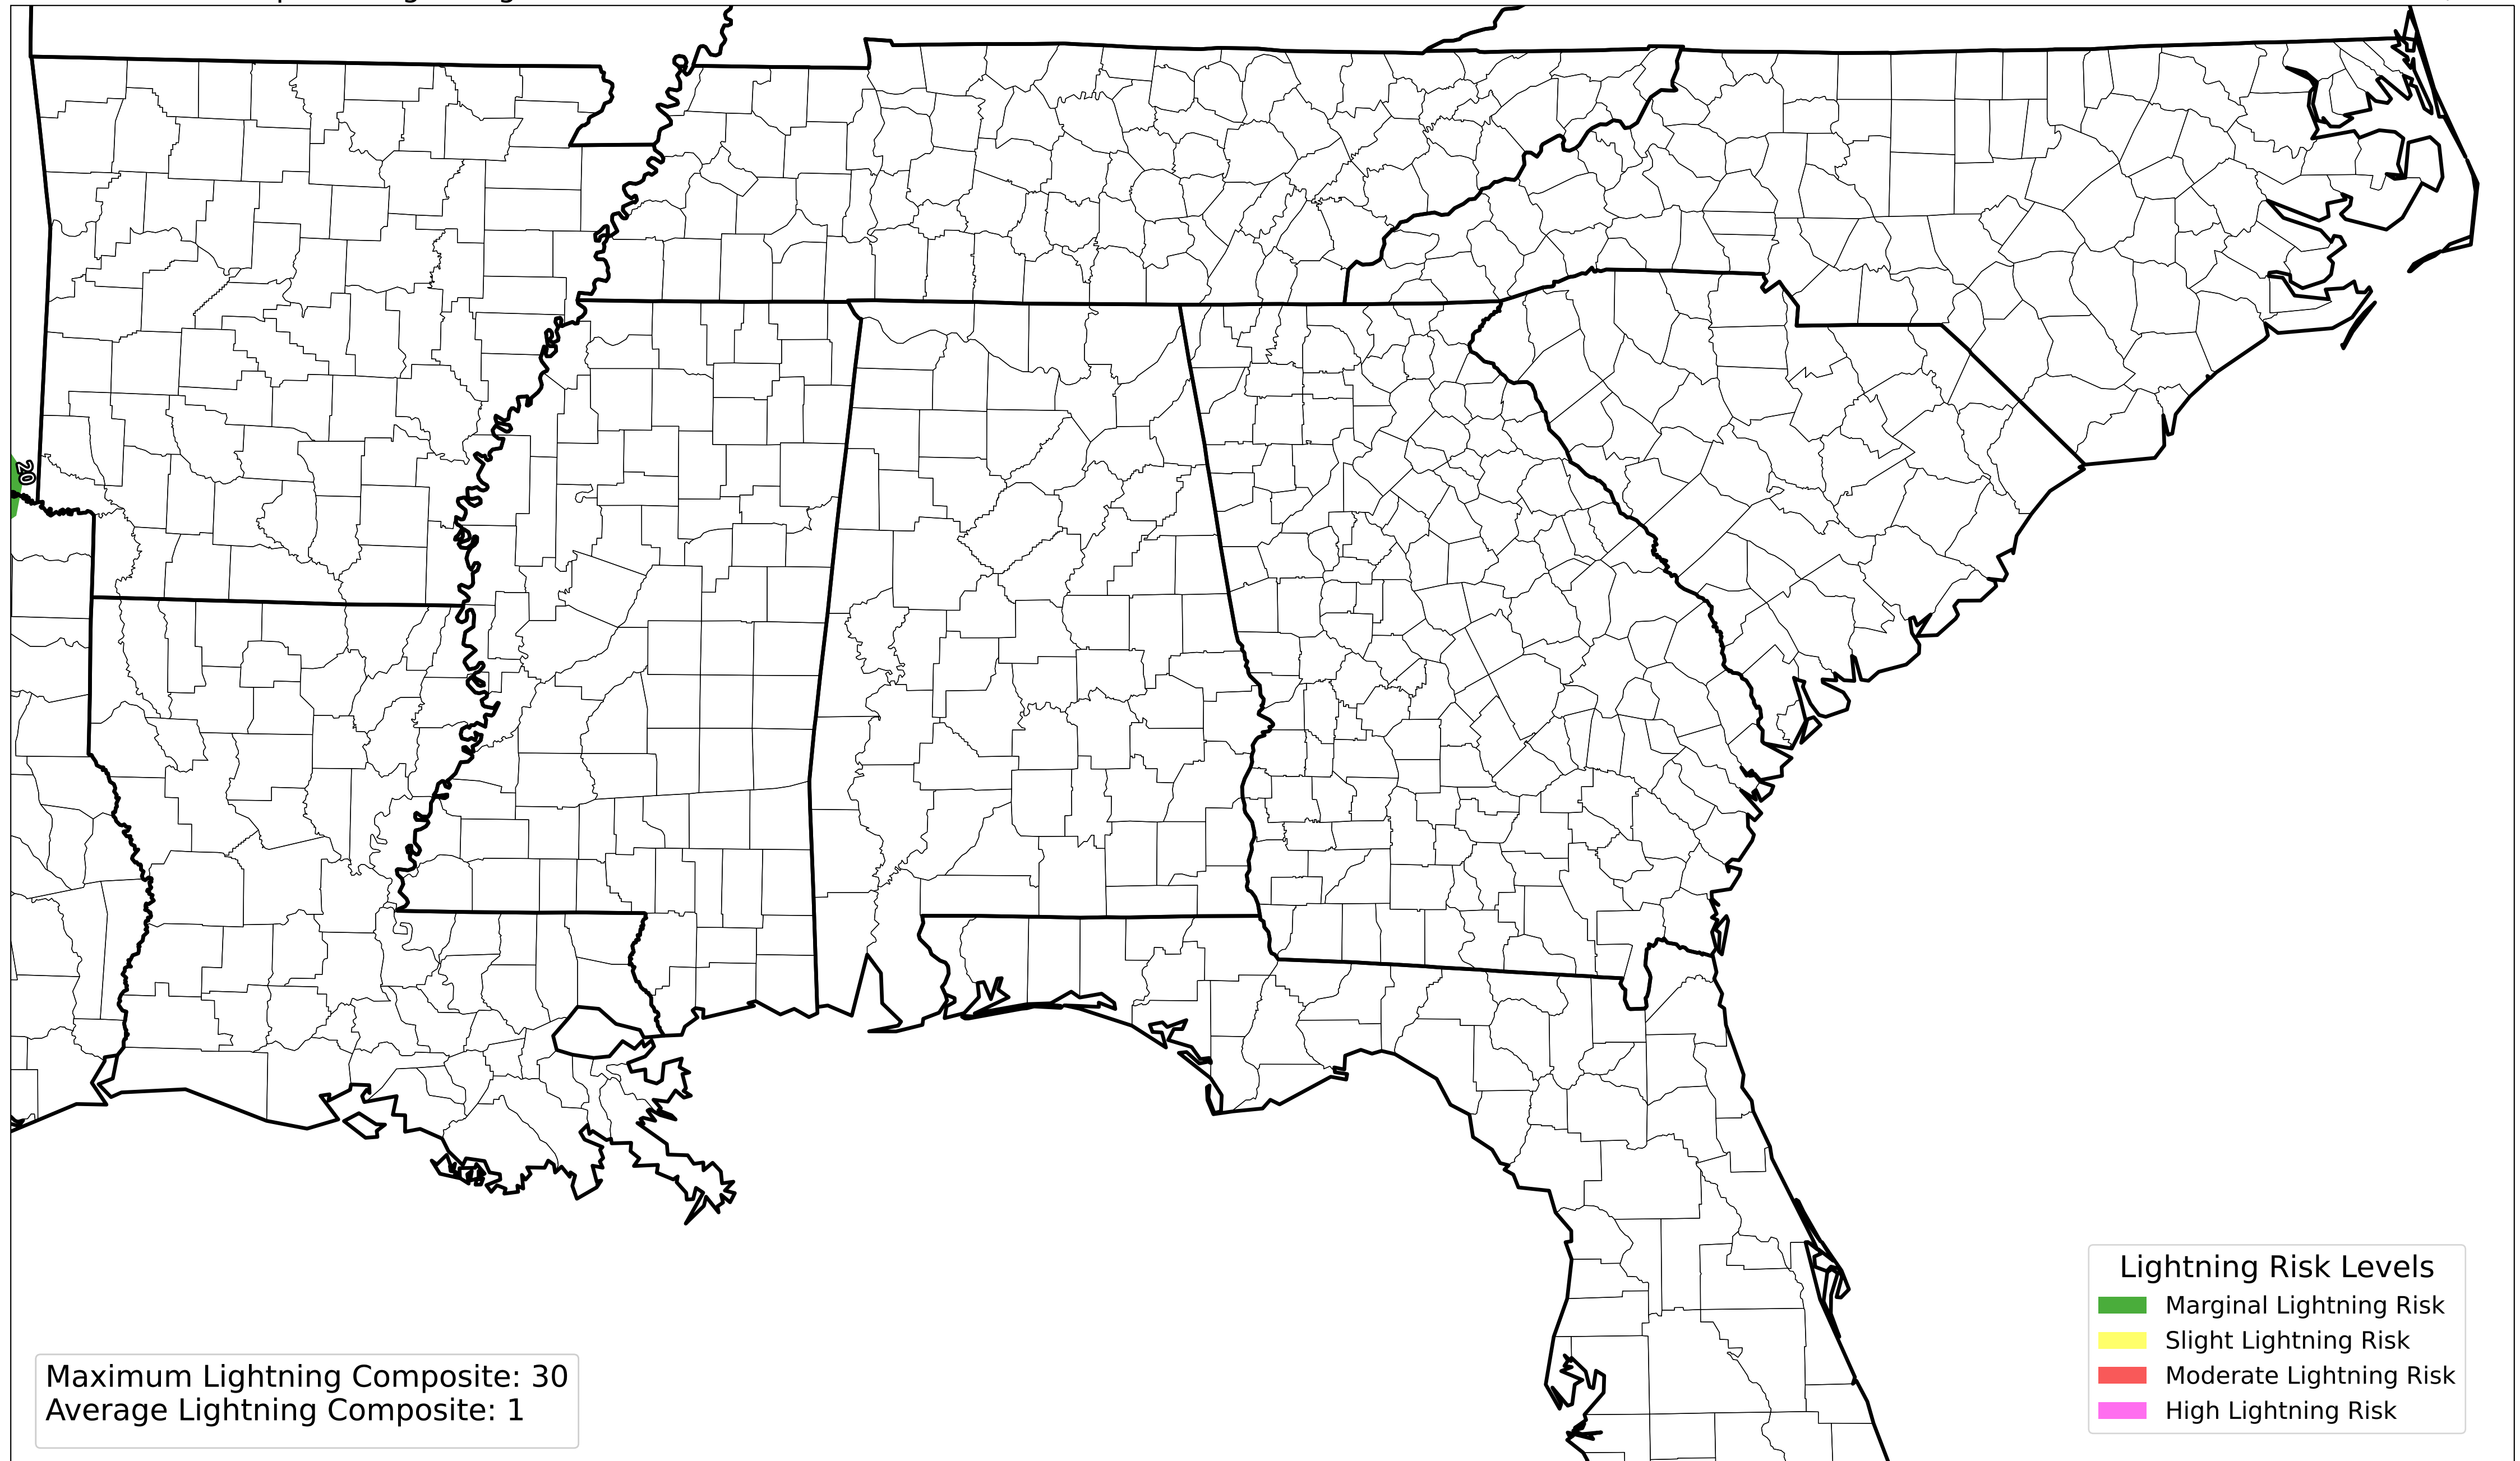 20
Lightning Risk Levels
Marginal Lightning Risk
Slight Lightning Risk
Moderate Lightning Risk
High Lightning Risk
Maximum Lightning Composite: 30
Average Lightning Composite: 1